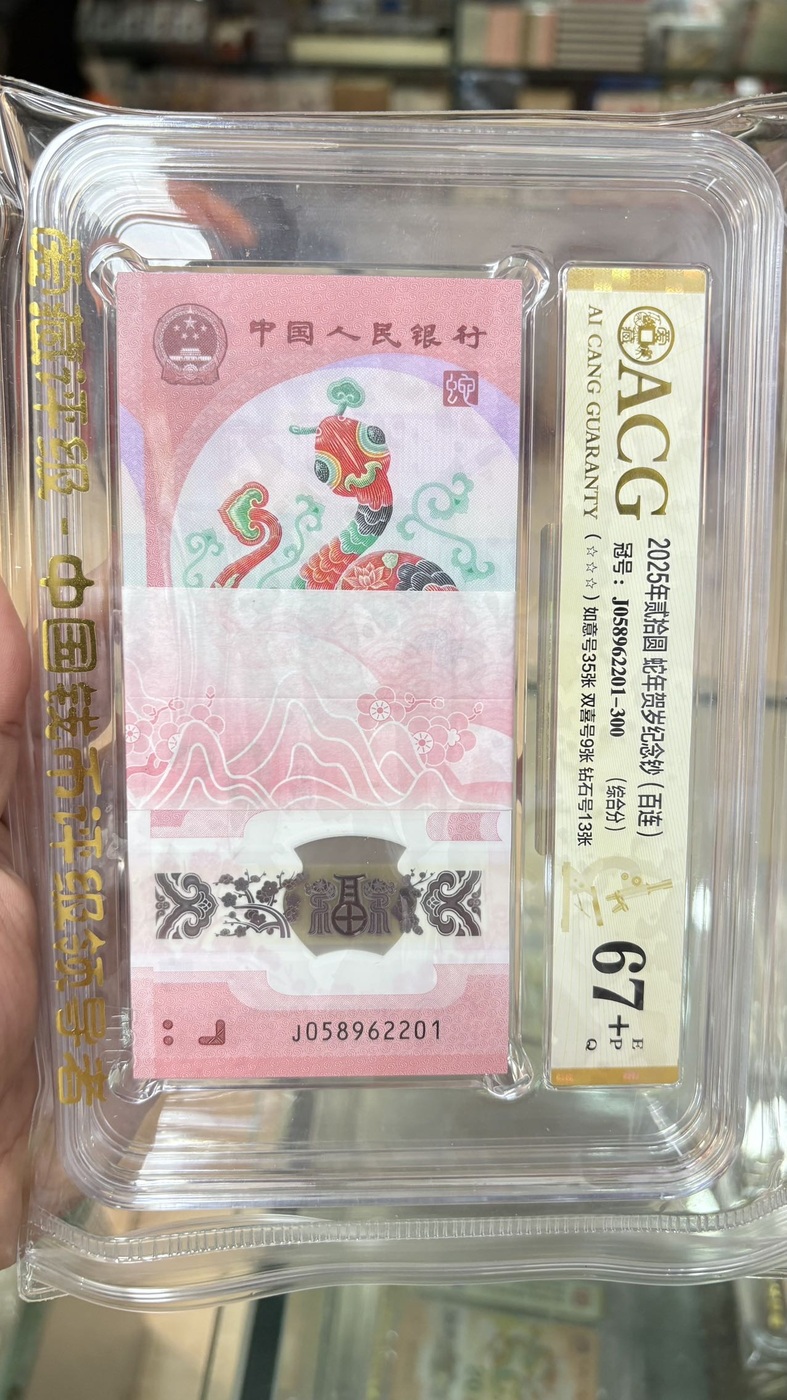 中国人民银行
蛇
J058962201
ACG
AI CANG GUARANTY
2025年贰拾圆 蛇年贺岁纪念钞（百连）
冠号：J058962201-300 （综合分）
（☆☆☆）如意号35张 双喜号9张 钻石号13张
67+
E
P
Q
爱藏评级-中国钱币评级领导者